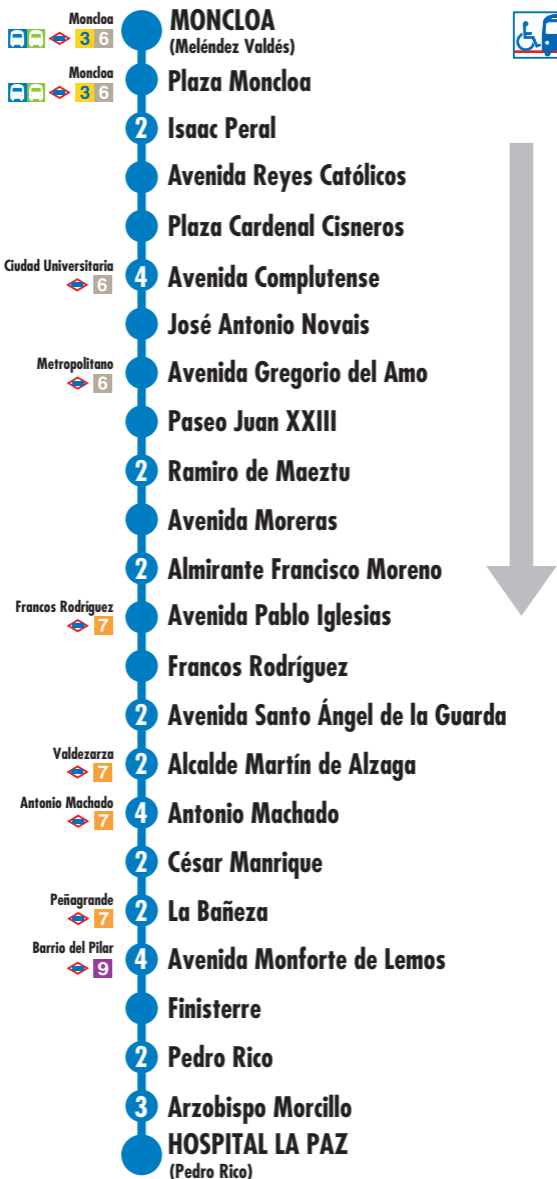 Moncloa
3 6
MONCLOA
(Meléndez Valdés)
Moncloa
3 6
Plaza Moncloa
2 Isaac Peral
Avenida Reyes Católicos
Plaza Cardenal Cisneros
Ciudad Universitaria
6
4 Avenida Complutense
José Antonio Novais
Metropolitano
6
Avenida Gregorio del Amo
Paseo Juan XXIII
2 Ramiro de Maeztu
Avenida Moreras
2 Almirante Francisco Moreno
Francos Rodríguez
7
Avenida Pablo Iglesias
Francos Rodríguez
2 Avenida Santo Ángel de la Guarda
Valdezarza
7
2 Alcalde Martín de Alzaga
Antonio Machado
7
4 Antonio Machado
2 César Manrique
Peñagrande
7
2 La Bañeza
Barrio del Pilar
9
4 Avenida Monforte de Lemos
Finisterre
2 Pedro Rico
3 Arzobispo Morcillo
HOSPITAL LA PAZ
(Pedro Rico)